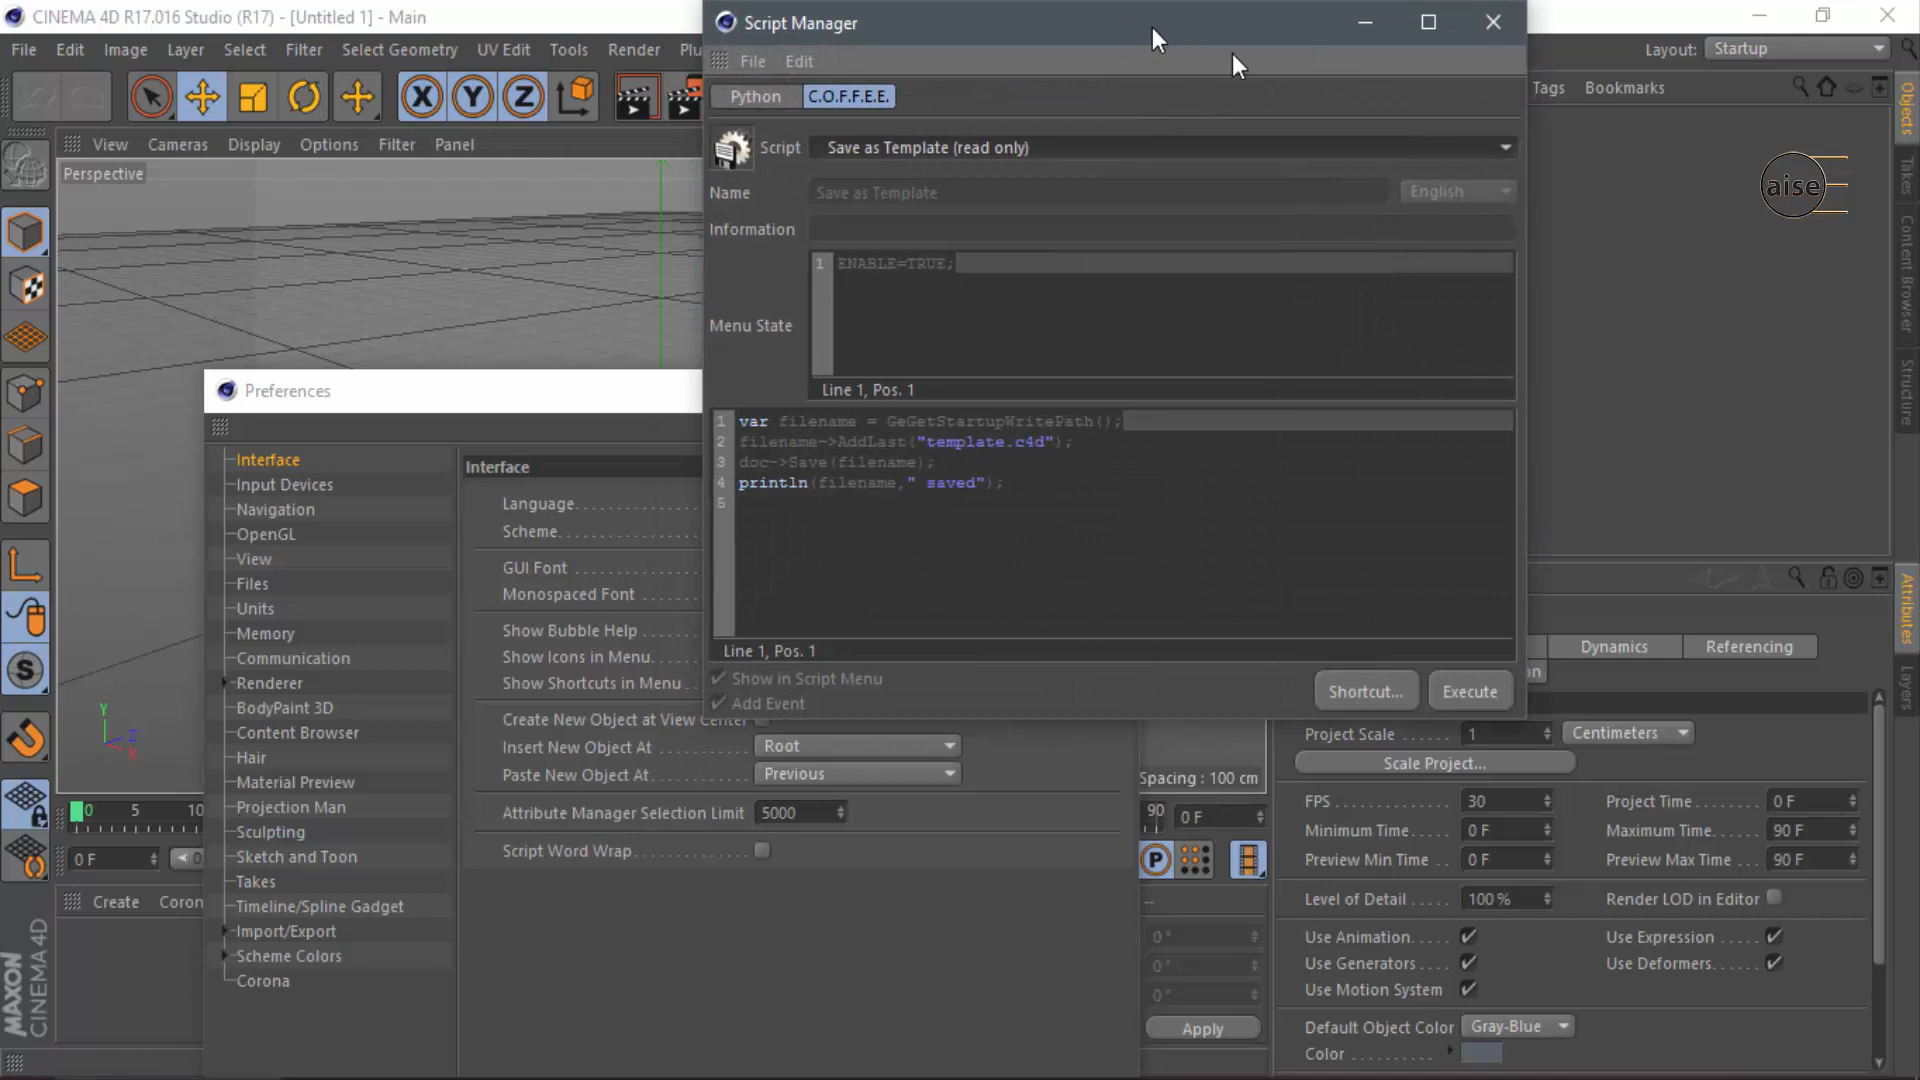 CINEMA 4D R17.016 Studio (R17) - [Untitled 1] - Main
File Edit Image Layer Select Filter Select Geometry UV Edit Tools Render
Layout: Startup
X Y Z
View Cameras Display Options Filter Panel
Perspective
Script Manager
File Edit
Python C.O.F.F.E.E.
Script Save as Template (read only)
Name Save as Template English
Information
1 ENABLE=TRUE;
Menu State
Line 1, Pos. 1
1 var filename = GeGetStartupWritePath();
2 filename->AddLast("template.c4d");
3 doc->Save(filename);
4 println(filename," saved");
5
Line 1, Pos. 1
Show in Script Menu
Add Event
Shortcut... Execute
Tags Bookmarks
aise
Objects
Takes
Content Browser
Structure
Attributes
Layers
Preferences
Interface
Input Devices
Navigation
OpenGL
View
Files
Units
Memory
Communication
Renderer
BodyPaint 3D
Content Browser
Hair
Material Preview
Projection Man
Sculpting
Sketch and Toon
Takes
Timeline/Spline Gadget
Import/Export
Scheme Colors
Corona
Interface
Language
Scheme
GUI Font
Monospaced Font
Show Bubble Help
Show Icons in Menu
Show Shortcuts in Menu
Create New Object at View Center
Insert New Object At Root
Paste New Object At Previous
Attribute Manager Selection Limit 5000
Script Word Wrap
Y
Z
X
0 5 10
0 F
Create
MAXON
CINEMA 4D
Spacing : 100 cm
90 0 F
P
--
0 °
0 °
0 °
Apply
Dynamics Referencing
Project Scale 1 Centimeters
Scale Project...
FPS 30 Project Time 0 F
Minimum Time 0 F Maximum Time 90 F
Preview Min Time 0 F Preview Max Time 90 F
Level of Detail 100 % Render LOD in Editor
Use Animation Use Expression
Use Generators Use Deformers
Use Motion System
Default Object Color Gray-Blue
Color